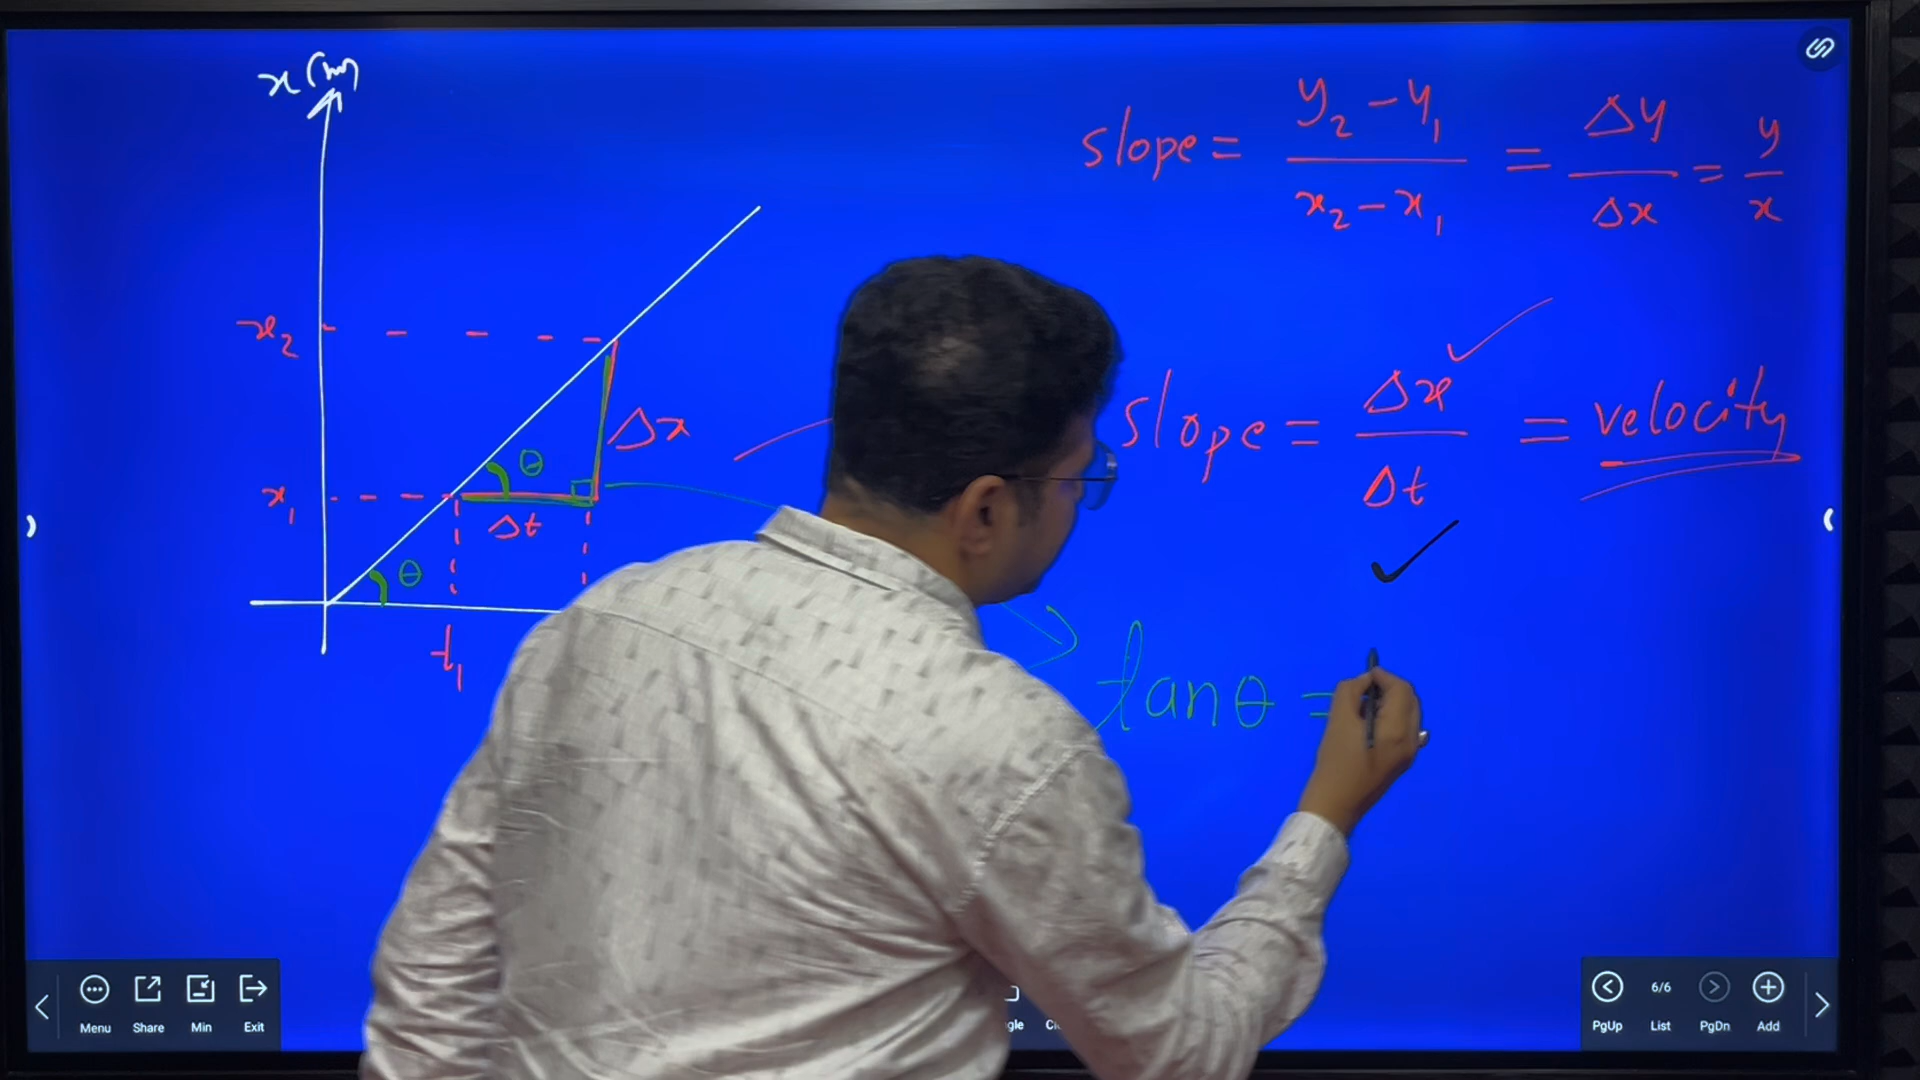 x (m)
slope = y₂ - y₁ / x₂ - x₁ = Δy / Δx = y / x
x₂
Δx
slope = Δx / Δt = velocity
θ
x₁
Δt
θ
t₁
tanθ =
Menu Share Min Exit
PgUp 6/6 List PgDn Add